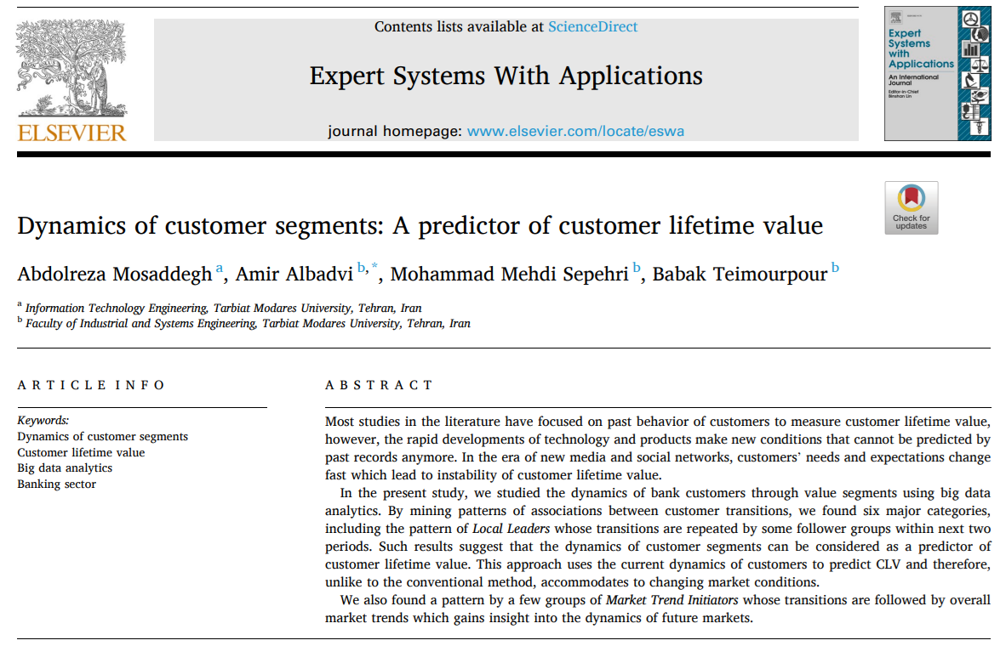 Contents lists available at ScienceDirect
Expert Systems With Applications
journal homepage: www.elsevier.com/locate/eswa
ELSEVIER
Expert
Systems
with
Applications
An International
Journal
Editor-in-Chief
Binshan Lin
Check for
updates
Dynamics of customer segments: A predictor of customer lifetime value
Abdolreza Mosaddegh a, Amir Albadvi b,*, Mohammad Mehdi Sepehri b, Babak Teimourpour b
a Information Technology Engineering, Tarbiat Modares University, Tehran, Iran
b Faculty of Industrial and Systems Engineering, Tarbiat Modares University, Tehran, Iran
ARTICLE INFO
Keywords:
Dynamics of customer segments
Customer lifetime value
Big data analytics
Banking sector
ABSTRACT
Most studies in the literature have focused on past behavior of customers to measure customer lifetime value,
however, the rapid developments of technology and products make new conditions that cannot be predicted by
past records anymore. In the era of new media and social networks, customers' needs and expectations change
fast which lead to instability of customer lifetime value.
In the present study, we studied the dynamics of bank customers through value segments using big data
analytics. By mining patterns of associations between customer transitions, we found six major categories,
including the pattern of Local Leaders whose transitions are repeated by some follower groups within next two
periods. Such results suggest that the dynamics of customer segments can be considered as a predictor of
customer lifetime value. This approach uses the current dynamics of customers to predict CLV and therefore,
unlike to the conventional method, accommodates to changing market conditions.
We also found a pattern by a few groups of Market Trend Initiators whose transitions are followed by overall
market trends which gains insight into the dynamics of future markets.